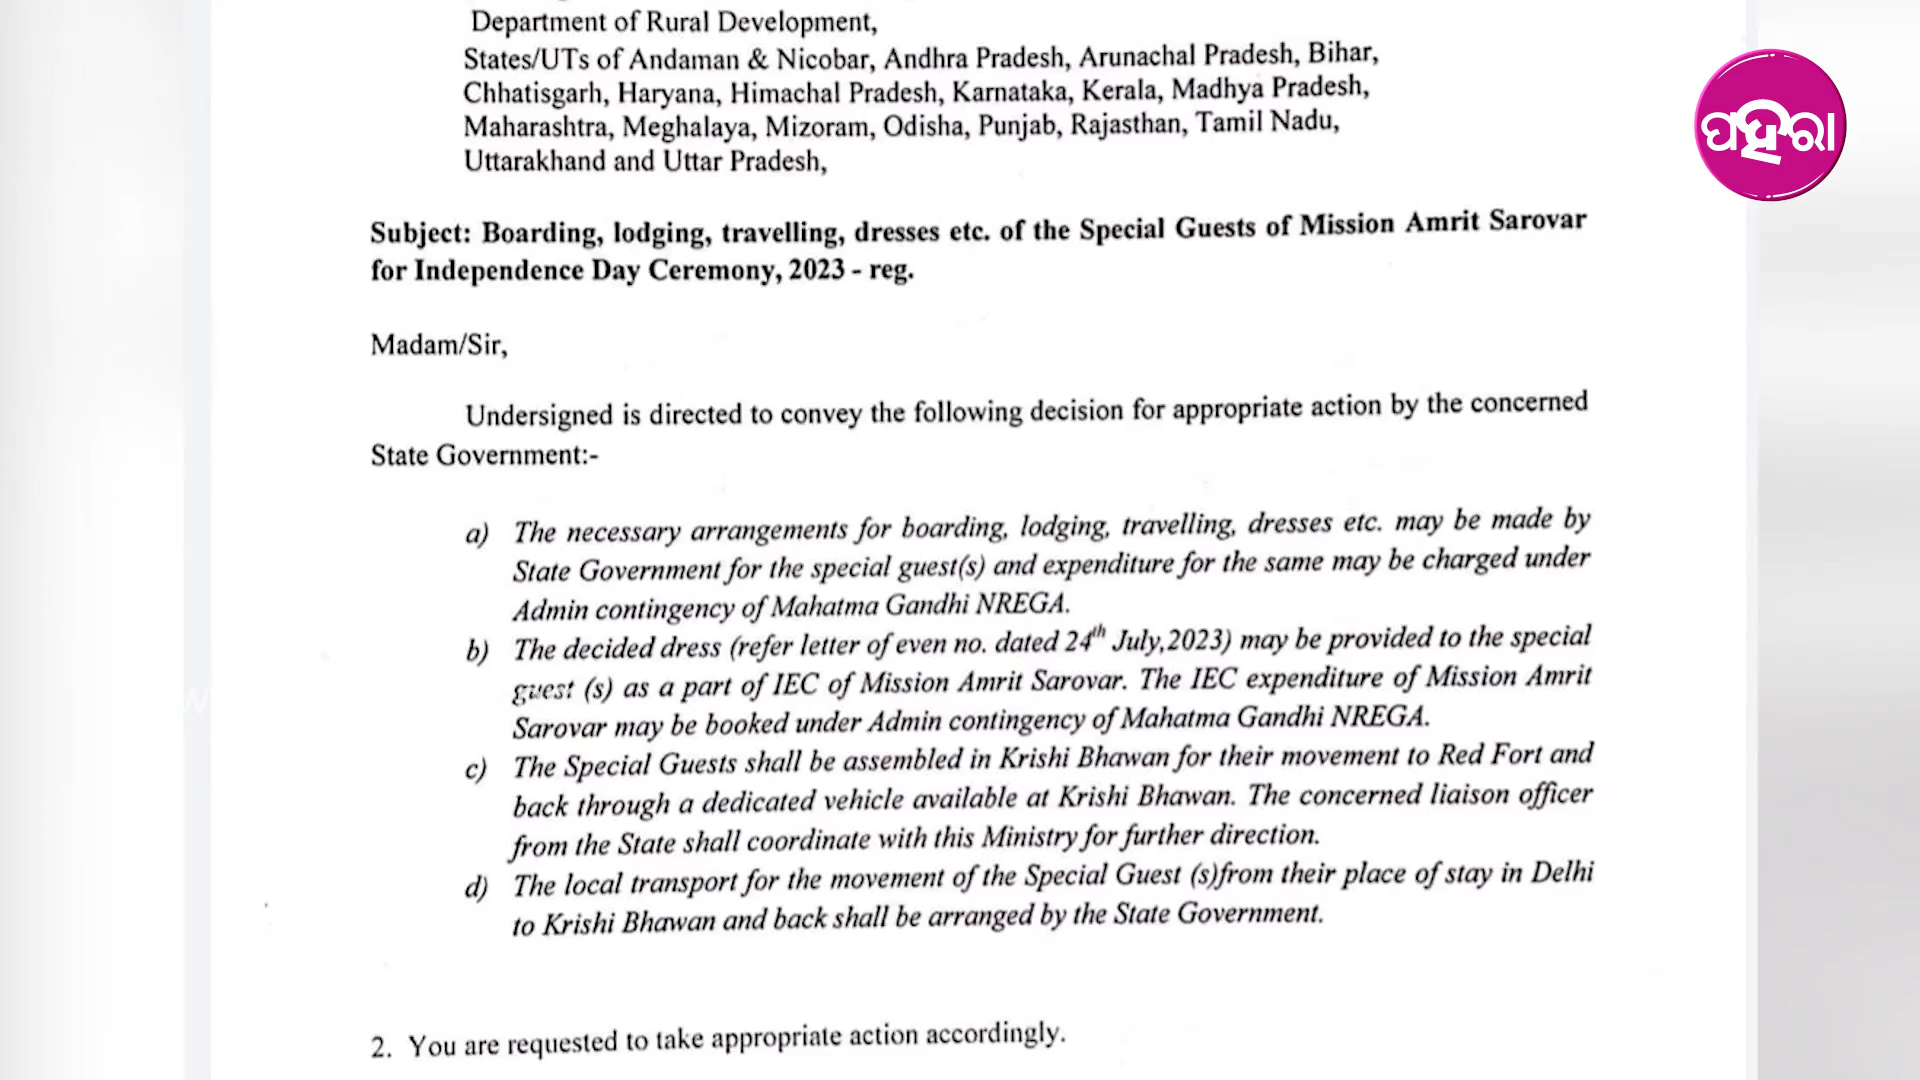 Department of Rural Development,
States/UTs of Andaman & Nicobar, Andhra Pradesh, Arunachal Pradesh, Bihar,
Chhatisgarh, Haryana, Himachal Pradesh, Karnataka, Kerala, Madhya Pradesh,
Maharashtra, Meghalaya, Mizoram, Odisha, Punjab, Rajasthan, Tamil Nadu,
Uttarakhand and Uttar Pradesh,
ପହରା
Subject: Boarding, lodging, travelling, dresses etc. of the Special Guests of Mission Amrit Sarovar
for Independence Day Ceremony, 2023 - reg.
Madam/Sir,
Undersigned is directed to convey the following decision for appropriate action by the concerned
State Government:-
a) The necessary arrangements for boarding, lodging, travelling, dresses etc. may be made by
State Government for the special guest(s) and expenditure for the same may be charged under
Admin contingency of Mahatma Gandhi NREGA.
b) The decided dress (refer letter of even no. dated 24th July,2023) may be provided to the special
guest (s) as a part of IEC of Mission Amrit Sarovar. The IEC expenditure of Mission Amrit
Sarovar may be booked under Admin contingency of Mahatma Gandhi NREGA.
c) The Special Guests shall be assembled in Krishi Bhawan for their movement to Red Fort and
back through a dedicated vehicle available at Krishi Bhawan. The concerned liaison officer
from the State shall coordinate with this Ministry for further direction.
d) The local transport for the movement of the Special Guest (s)from their place of stay in Delhi
to Krishi Bhawan and back shall be arranged by the State Government.
2. You are requested to take appropriate action accordingly.